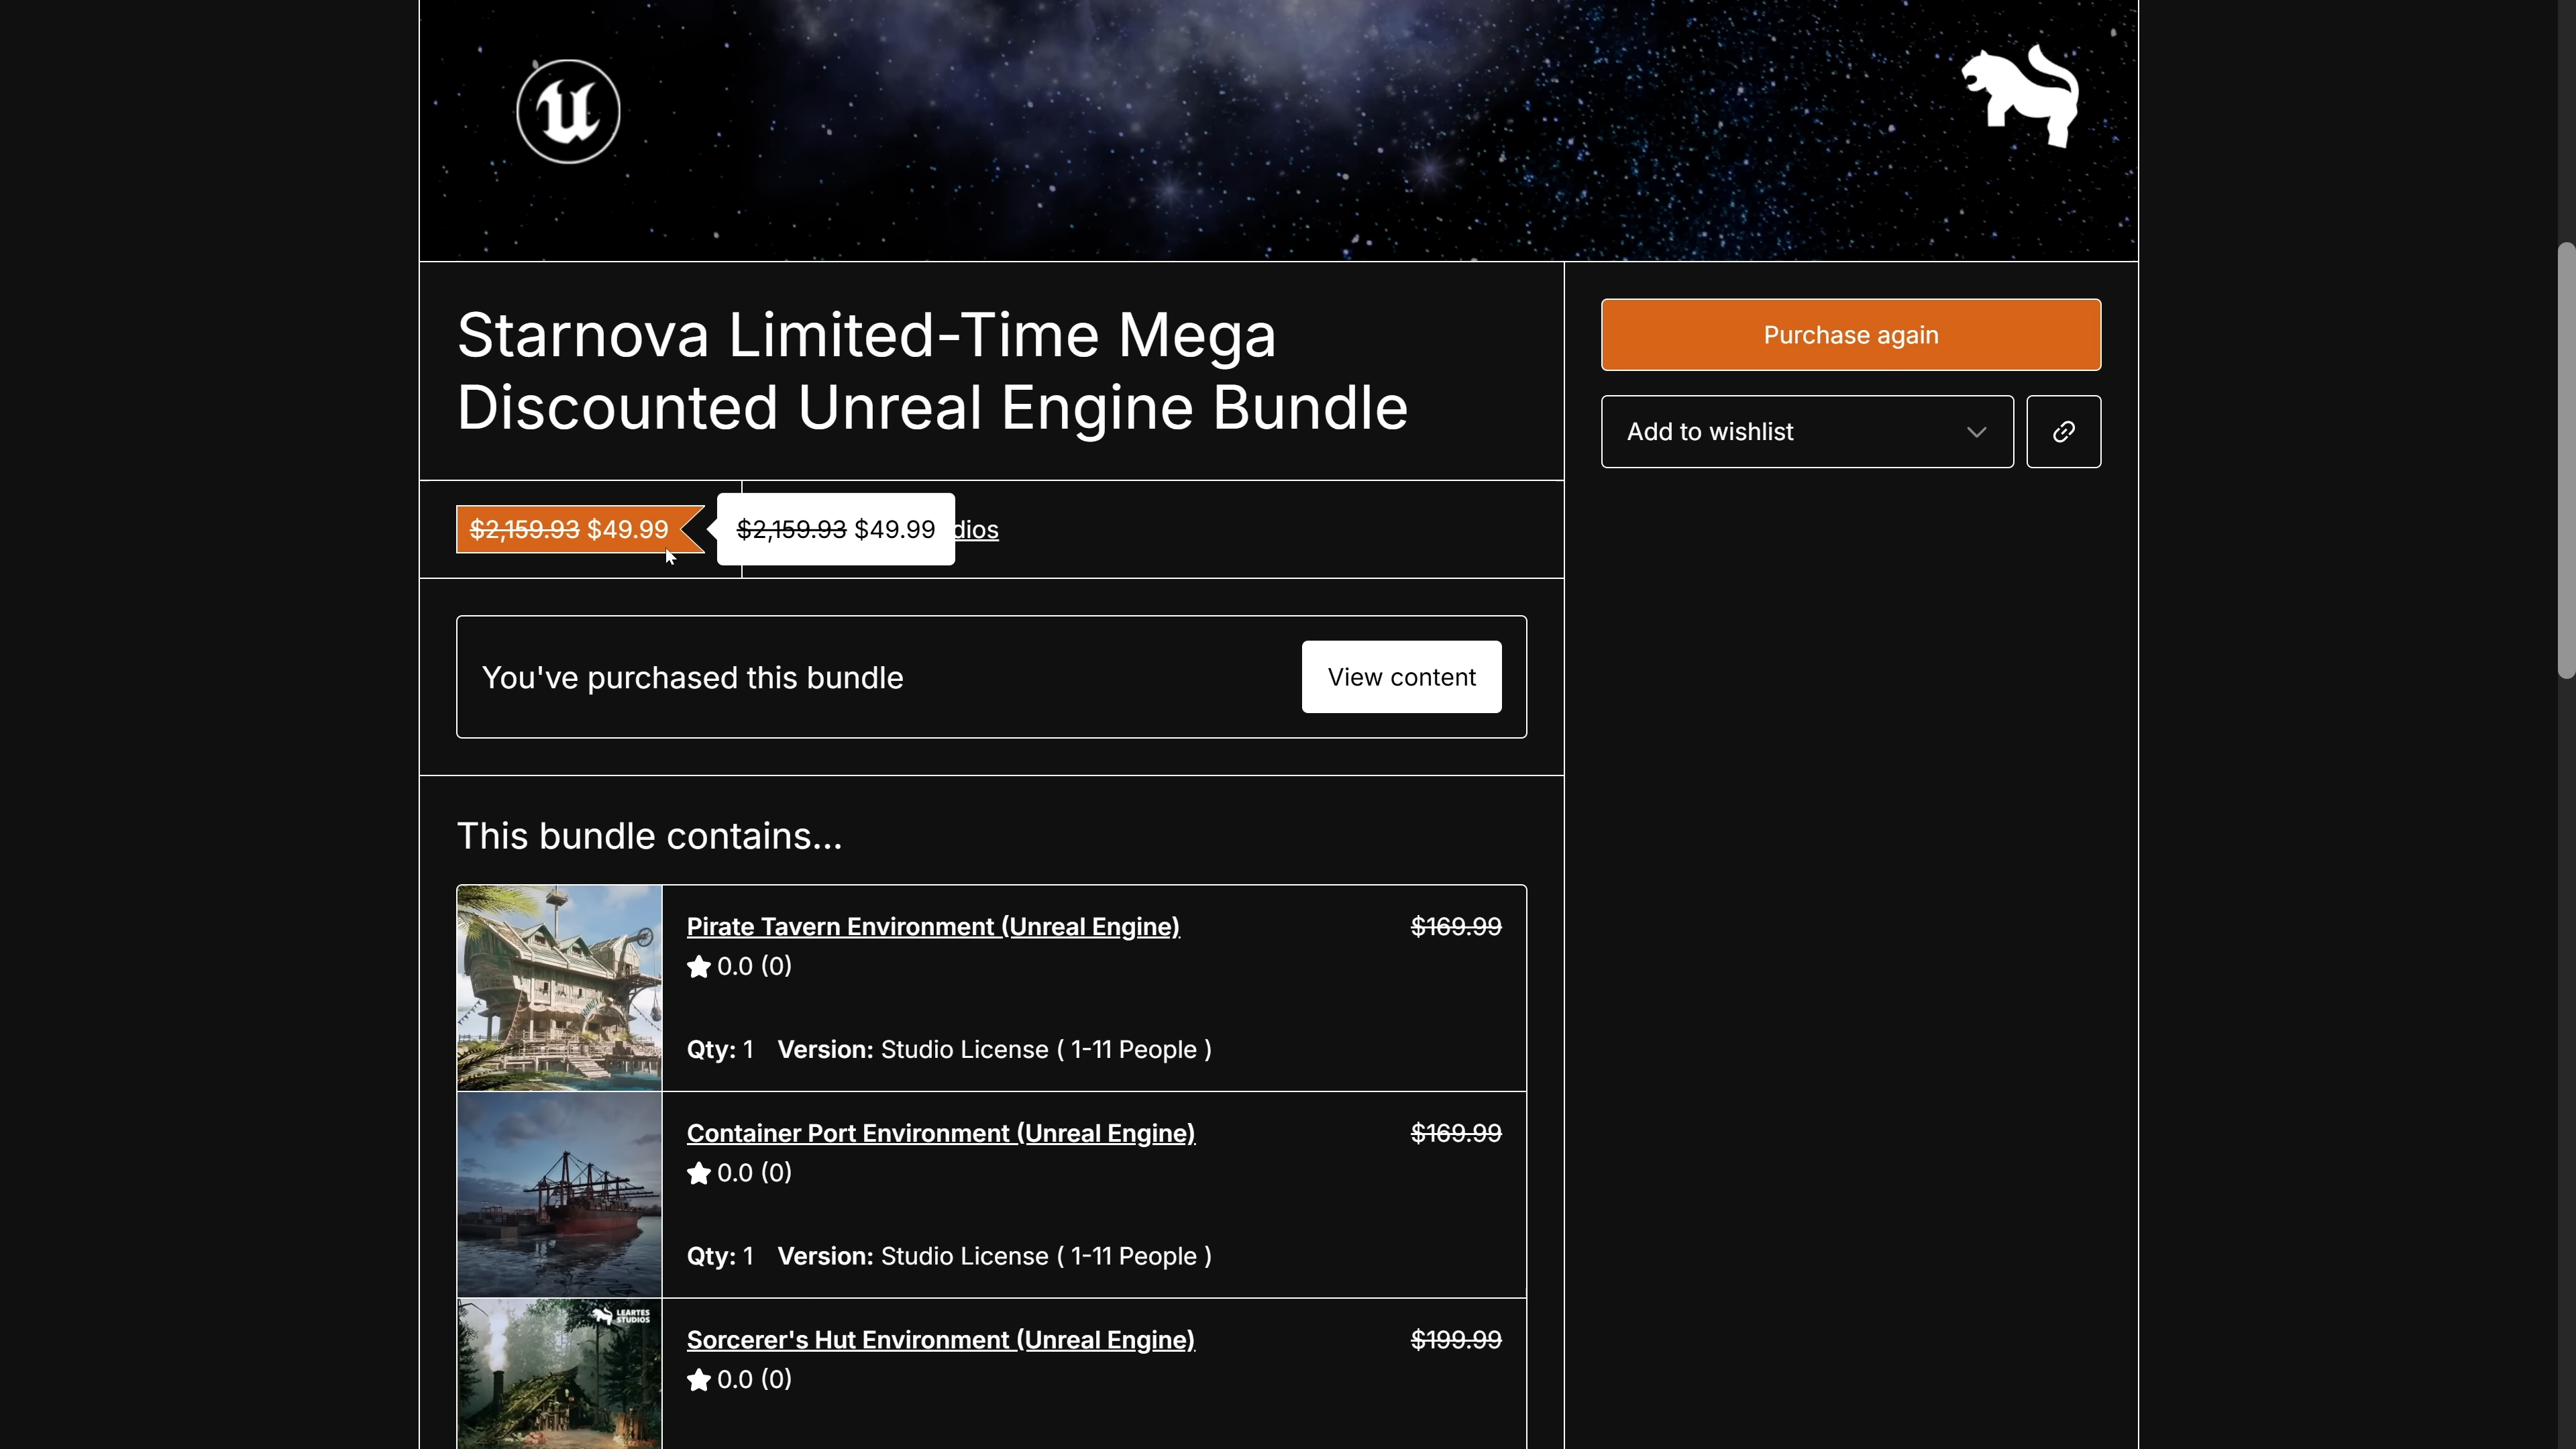 Starnova Limited-Time Mega
Discounted Unreal Engine Bundle
Purchase again
Add to wishlist
$2,159.93 $49.99
$2,159.93 $49.99
dios
You've purchased this bundle
View content
This bundle contains...
Pirate Tavern Environment (Unreal Engine)
$169.99
0.0 (0)
Qty: 1 Version: Studio License ( 1-11 People )
Container Port Environment (Unreal Engine)
$169.99
0.0 (0)
Qty: 1 Version: Studio License ( 1-11 People )
LEARTES
STUDIOS
Sorcerer's Hut Environment (Unreal Engine)
$199.99
0.0 (0)